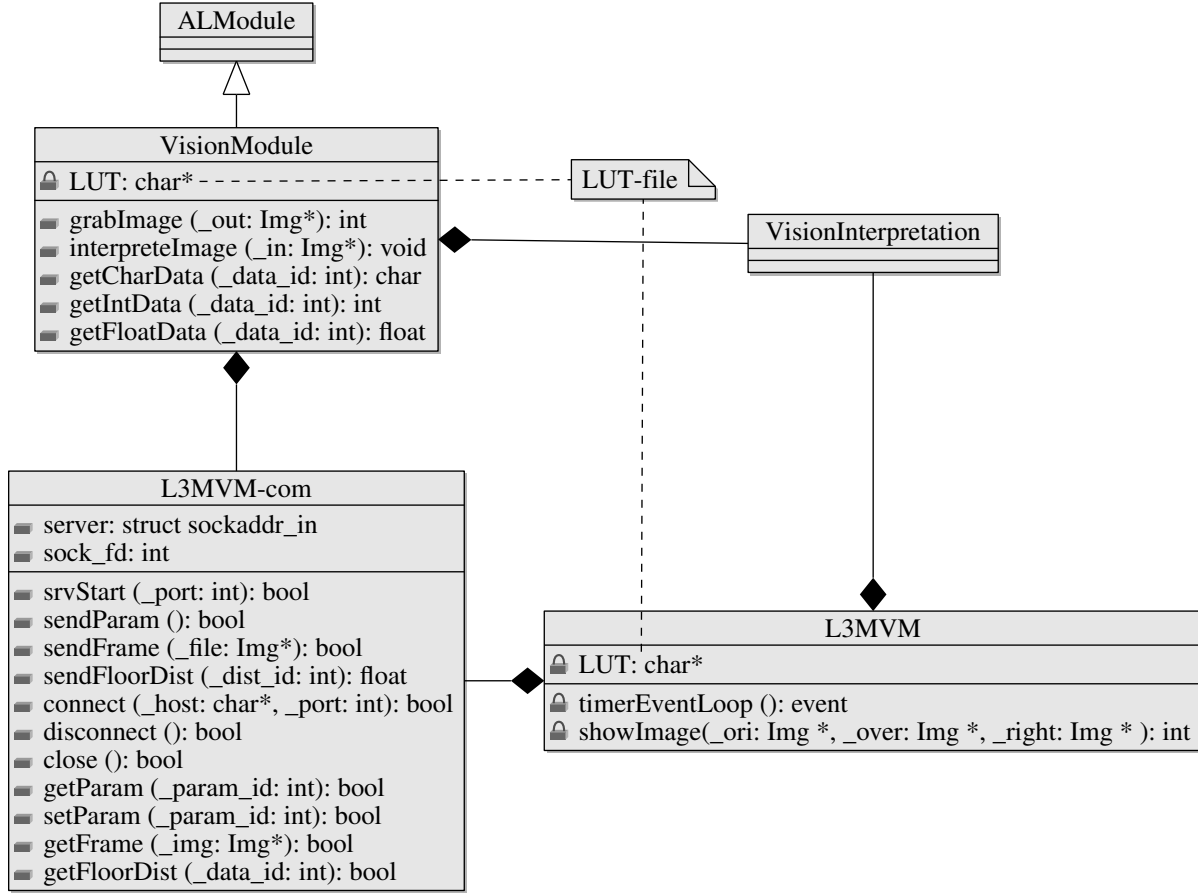 ALModule
VisionModule
LUT: char*
grabImage (_out: Img*): int
interpreteImage (_in: Img*): void
getCharData (_data_id: int): char
getIntData (_data_id: int): int
getFloatData (_data_id: int): float
LUT-file
VisionInterpretation
L3MVM-com
server: struct sockaddr_in
sock_fd: int
srvStart (_port: int): bool
sendParam (): bool
sendFrame (_file: Img*): bool
sendFloorDist (_dist_id: int): float
connect (_host: char*, _port: int): bool
disconnect (): bool
close (): bool
getParam (_param_id: int): bool
setParam (_param_id: int): bool
getFrame (_img: Img*): bool
getFloorDist (_data_id: int): bool
L3MVM
LUT: char*
timerEventLoop (): event
showImage(_ori: Img *, _over: Img *, _right: Img * ): int